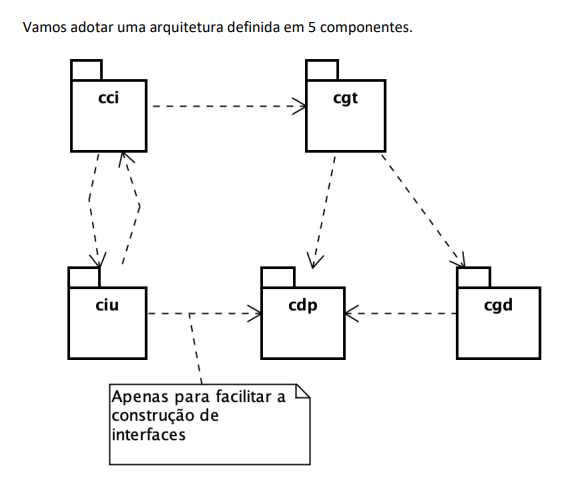 Vamos adotar uma arquitetura definida em 5 componentes.
cci
cgt
ciu
cdp
cgd
Apenas para facilitar a
construção de
interfaces